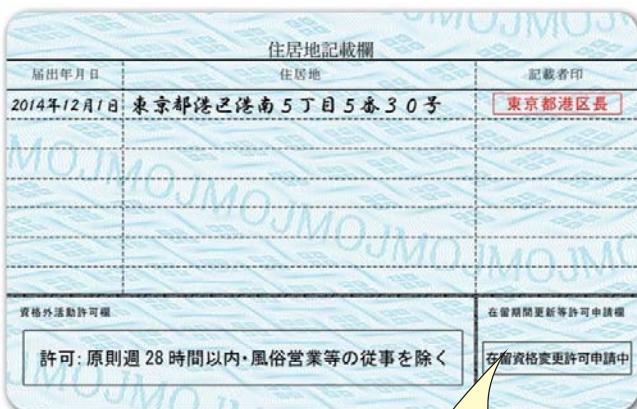 住居地記載欄
届出年月日 住居地 記載者印
2014年12月1日 東京都港区港南5丁目5番30号 東京都港区長
MOJMOJMOJMOJMOJMO
資格外活動許可欄 在留期間更新等許可申請欄
許可:原則週28時間以内・風俗営業等の従事を除く 在留資格変更許可申請中